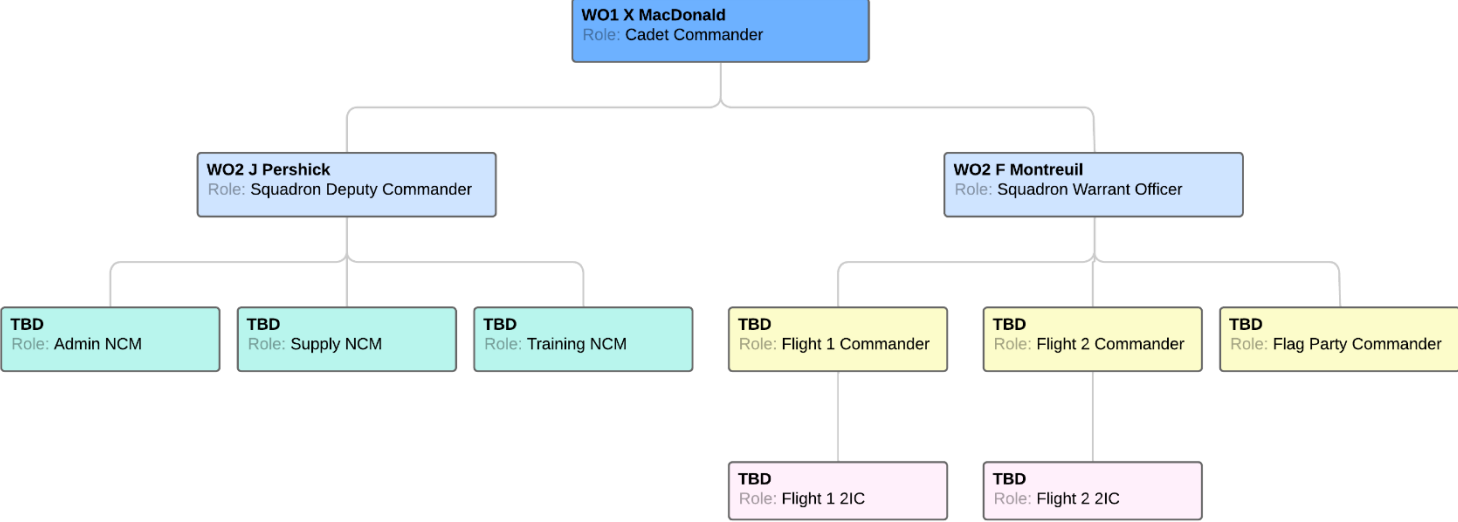 WO1 X MacDonald
Role: Cadet Commander
WO2 J Pershick
Role: Squadron Deputy Commander
WO2 F Montreuil
Role: Squadron Warrant Officer
TBD
Role: Admin NCM
TBD
Role: Supply NCM
TBD
Role: Training NCM
TBD
Role: Flight 1 Commander
TBD
Role: Flight 2 Commander
TBD
Role: Flag Party Commander
TBD
Role: Flight 1 2IC
TBD
Role: Flight 2 2IC